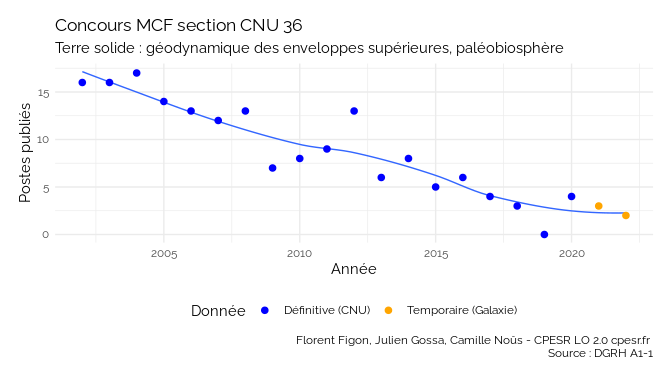 Concours MCF section CNU 36
Terre solide : géodynamique des enveloppes supérieures, paléobiosphère
Postes publiés
15
10
5
0
2005 2010 2015 2020
Année
Donnée Définitive (CNU) Temporaire (Galaxie)
Florent Figon, Julien Gossa, Camille Noûs - CPESR LO 2.0 cpesr.fr
Source : DGRH A1-1